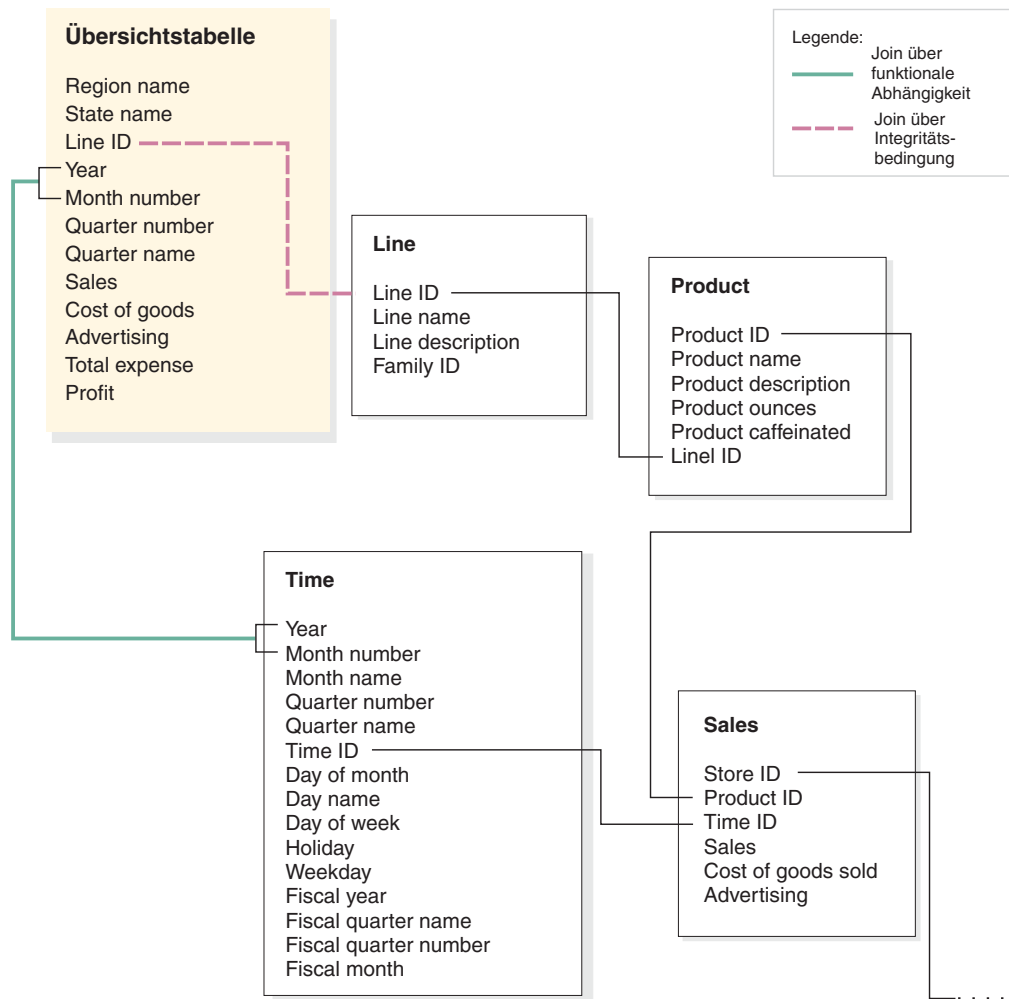 Übersichtstabelle
Region name
State name
Line ID
Year
Month number
Quarter number
Quarter name
Sales
Cost of goods
Advertising
Total expense
Profit
Legende:
Join über
funktionale
Abhängigkeit
Join über
Integritäts-
bedingung
Line
Line ID
Line name
Line description
Family ID
Product
Product ID
Product name
Product description
Product ounces
Product caffeinated
Linel ID
Time
Year
Month number
Month name
Quarter number
Quarter name
Time ID
Day of month
Day name
Day of week
Holiday
Weekday
Fiscal year
Fiscal quarter name
Fiscal quarter number
Fiscal month
Sales
Store ID
Product ID
Time ID
Sales
Cost of goods sold
Advertising